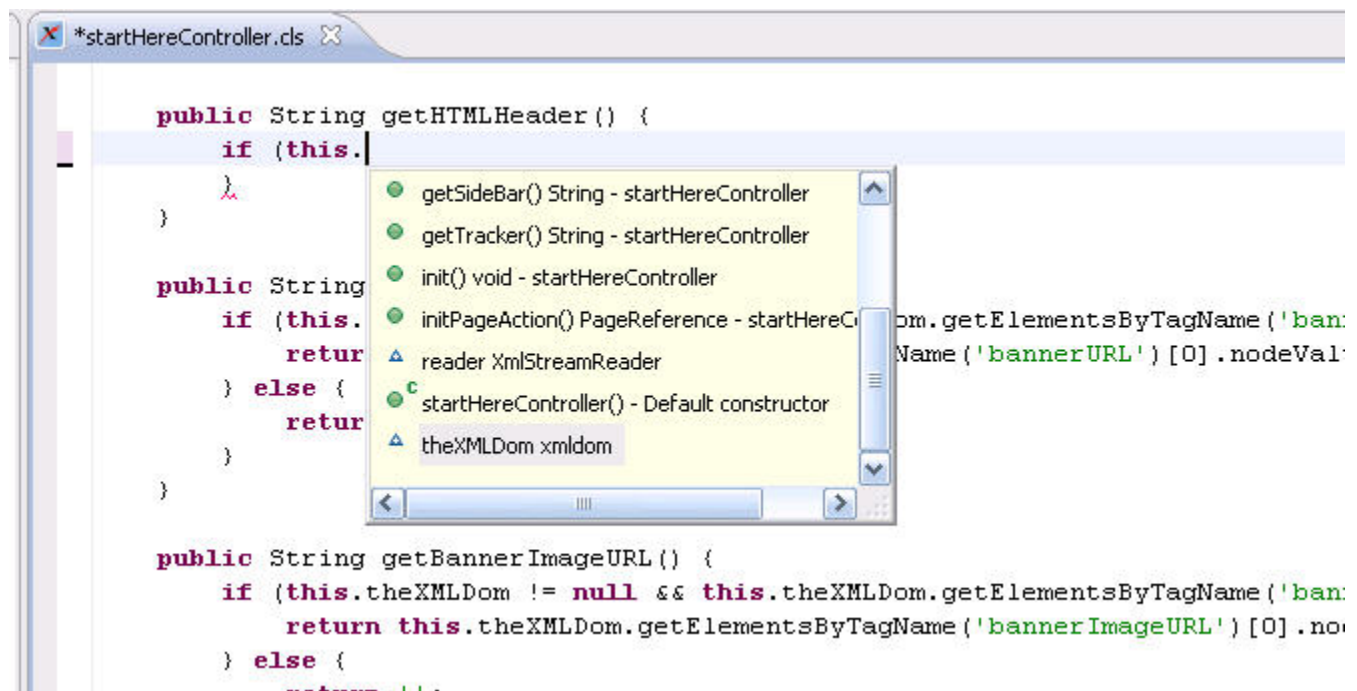 *startHereController.cls
public String getHTMLHeader() {
if (this.
}
}
getSideBar() String - startHereController
getTracker() String - startHereController
init() void - startHereController
initPageAction() PageReference - startHereC
reader XmlStreamReader
startHereController() - Default constructor
theXMLDom xmldom
public String
if (this. om.getElementsByTagName('ban
retur Name('bannerURL')[0].nodeVal
} else {
retur
}
}
public String getBannerImageURL() {
if (this.theXMLDom != null && this.theXMLDom.getElementsByTagName('ban
return this.theXMLDom.getElementsByTagName('bannerImageURL')[0].no
} else {
return '';